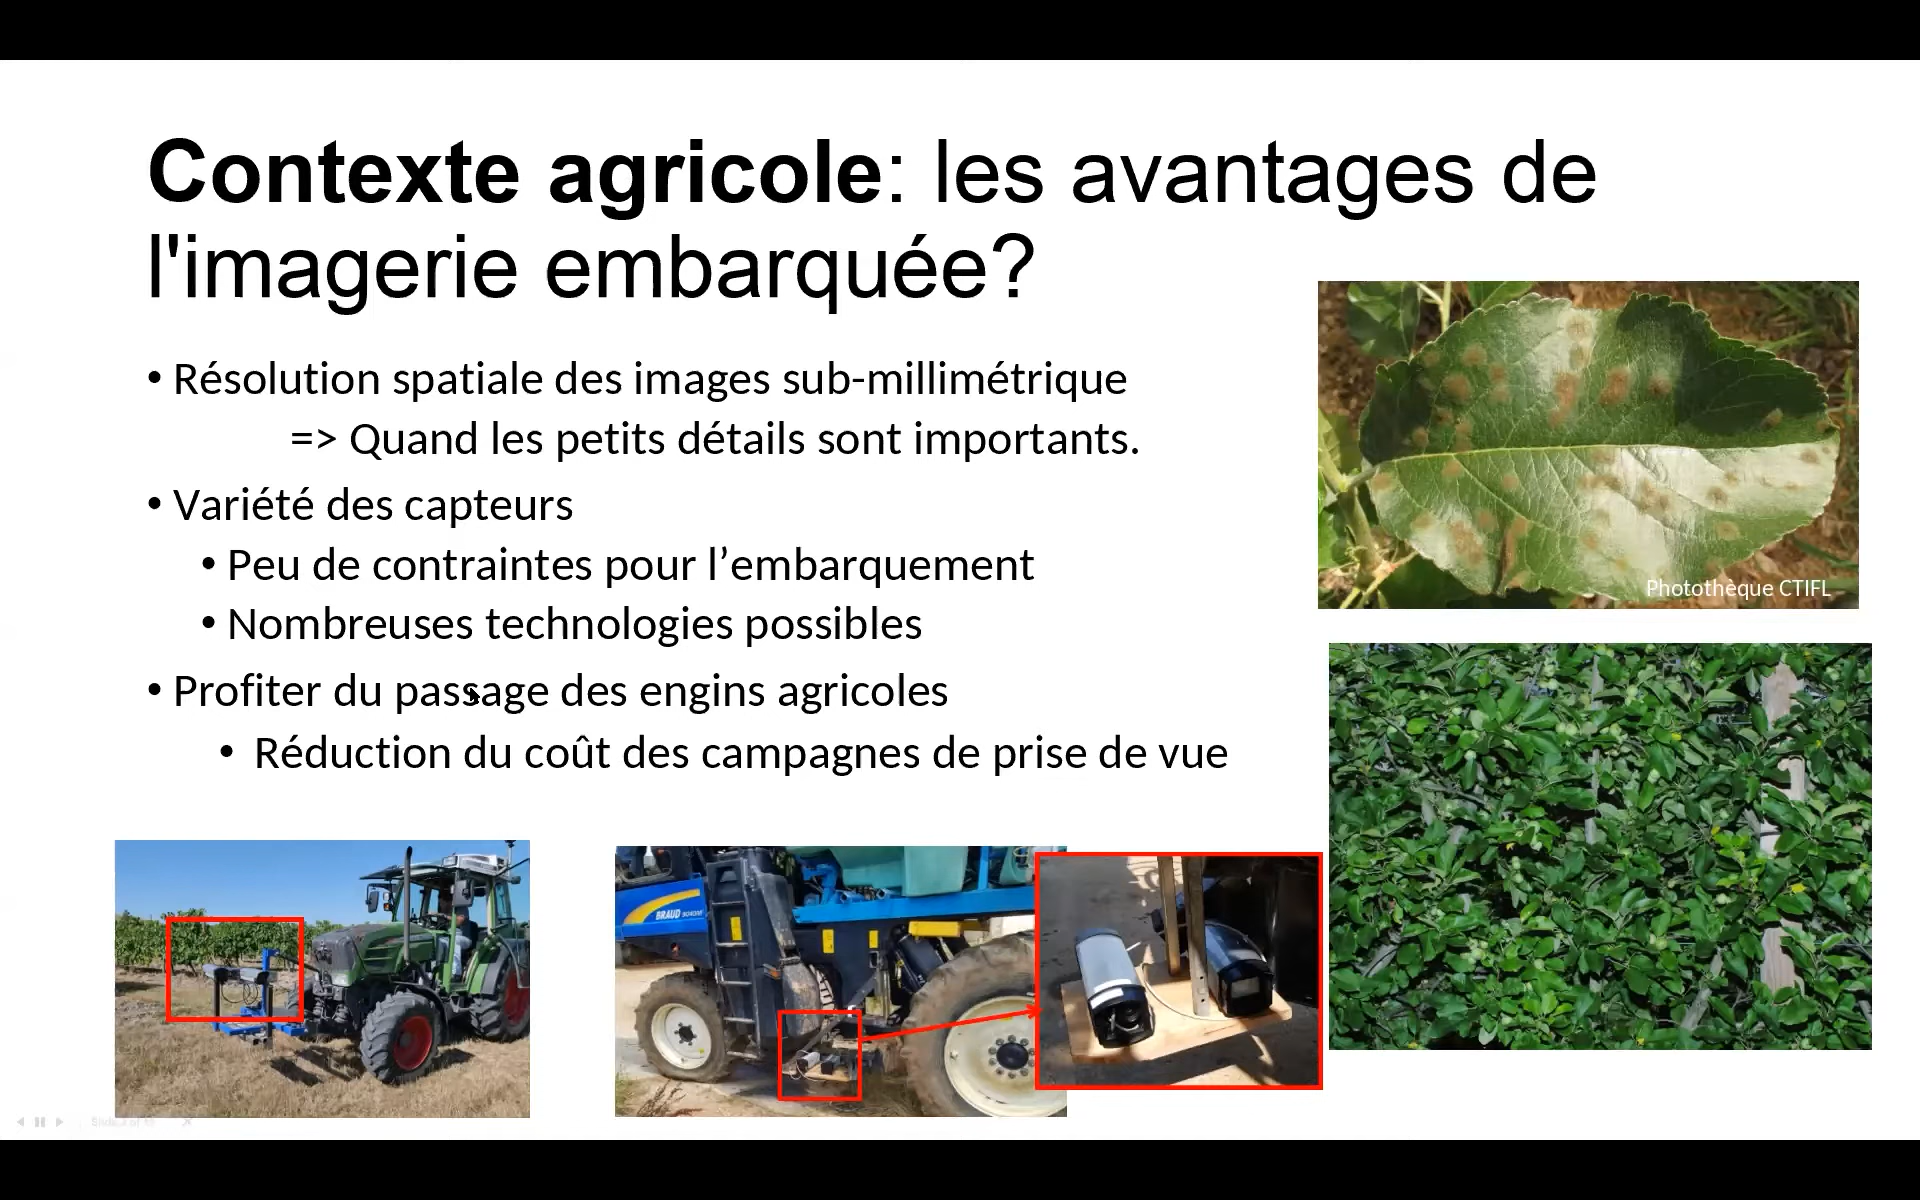 Contexte agricole: les avantages de
l'imagerie embarquée?
• Résolution spatiale des images sub-millimétrique
=> Quand les petits détails sont importants.
• Variété des capteurs
• Peu de contraintes pour l’embarquement
• Nombreuses technologies possibles
• Profiter du passage des engins agricoles
• Réduction du coût des campagnes de prise de vue
Photothèque CTIFL
BRAUD